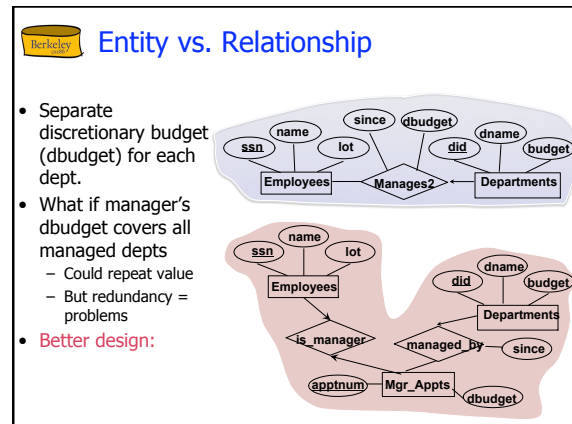 Berkeley
cs186
Entity vs. Relationship
• Separate
discretionary budget
(dbudget) for each
dept.
• What if manager's
dbudget covers all
managed depts
– Could repeat value
– But redundancy =
problems
• Better design:
since
dbudget
name
dname
ssn
lot
did
budget
Employees
Manages2
Departments
name
ssn
lot
dname
did
budget
Employees
Departments
is_manager
managed_by
since
apptnum
Mgr_Appts
dbudget